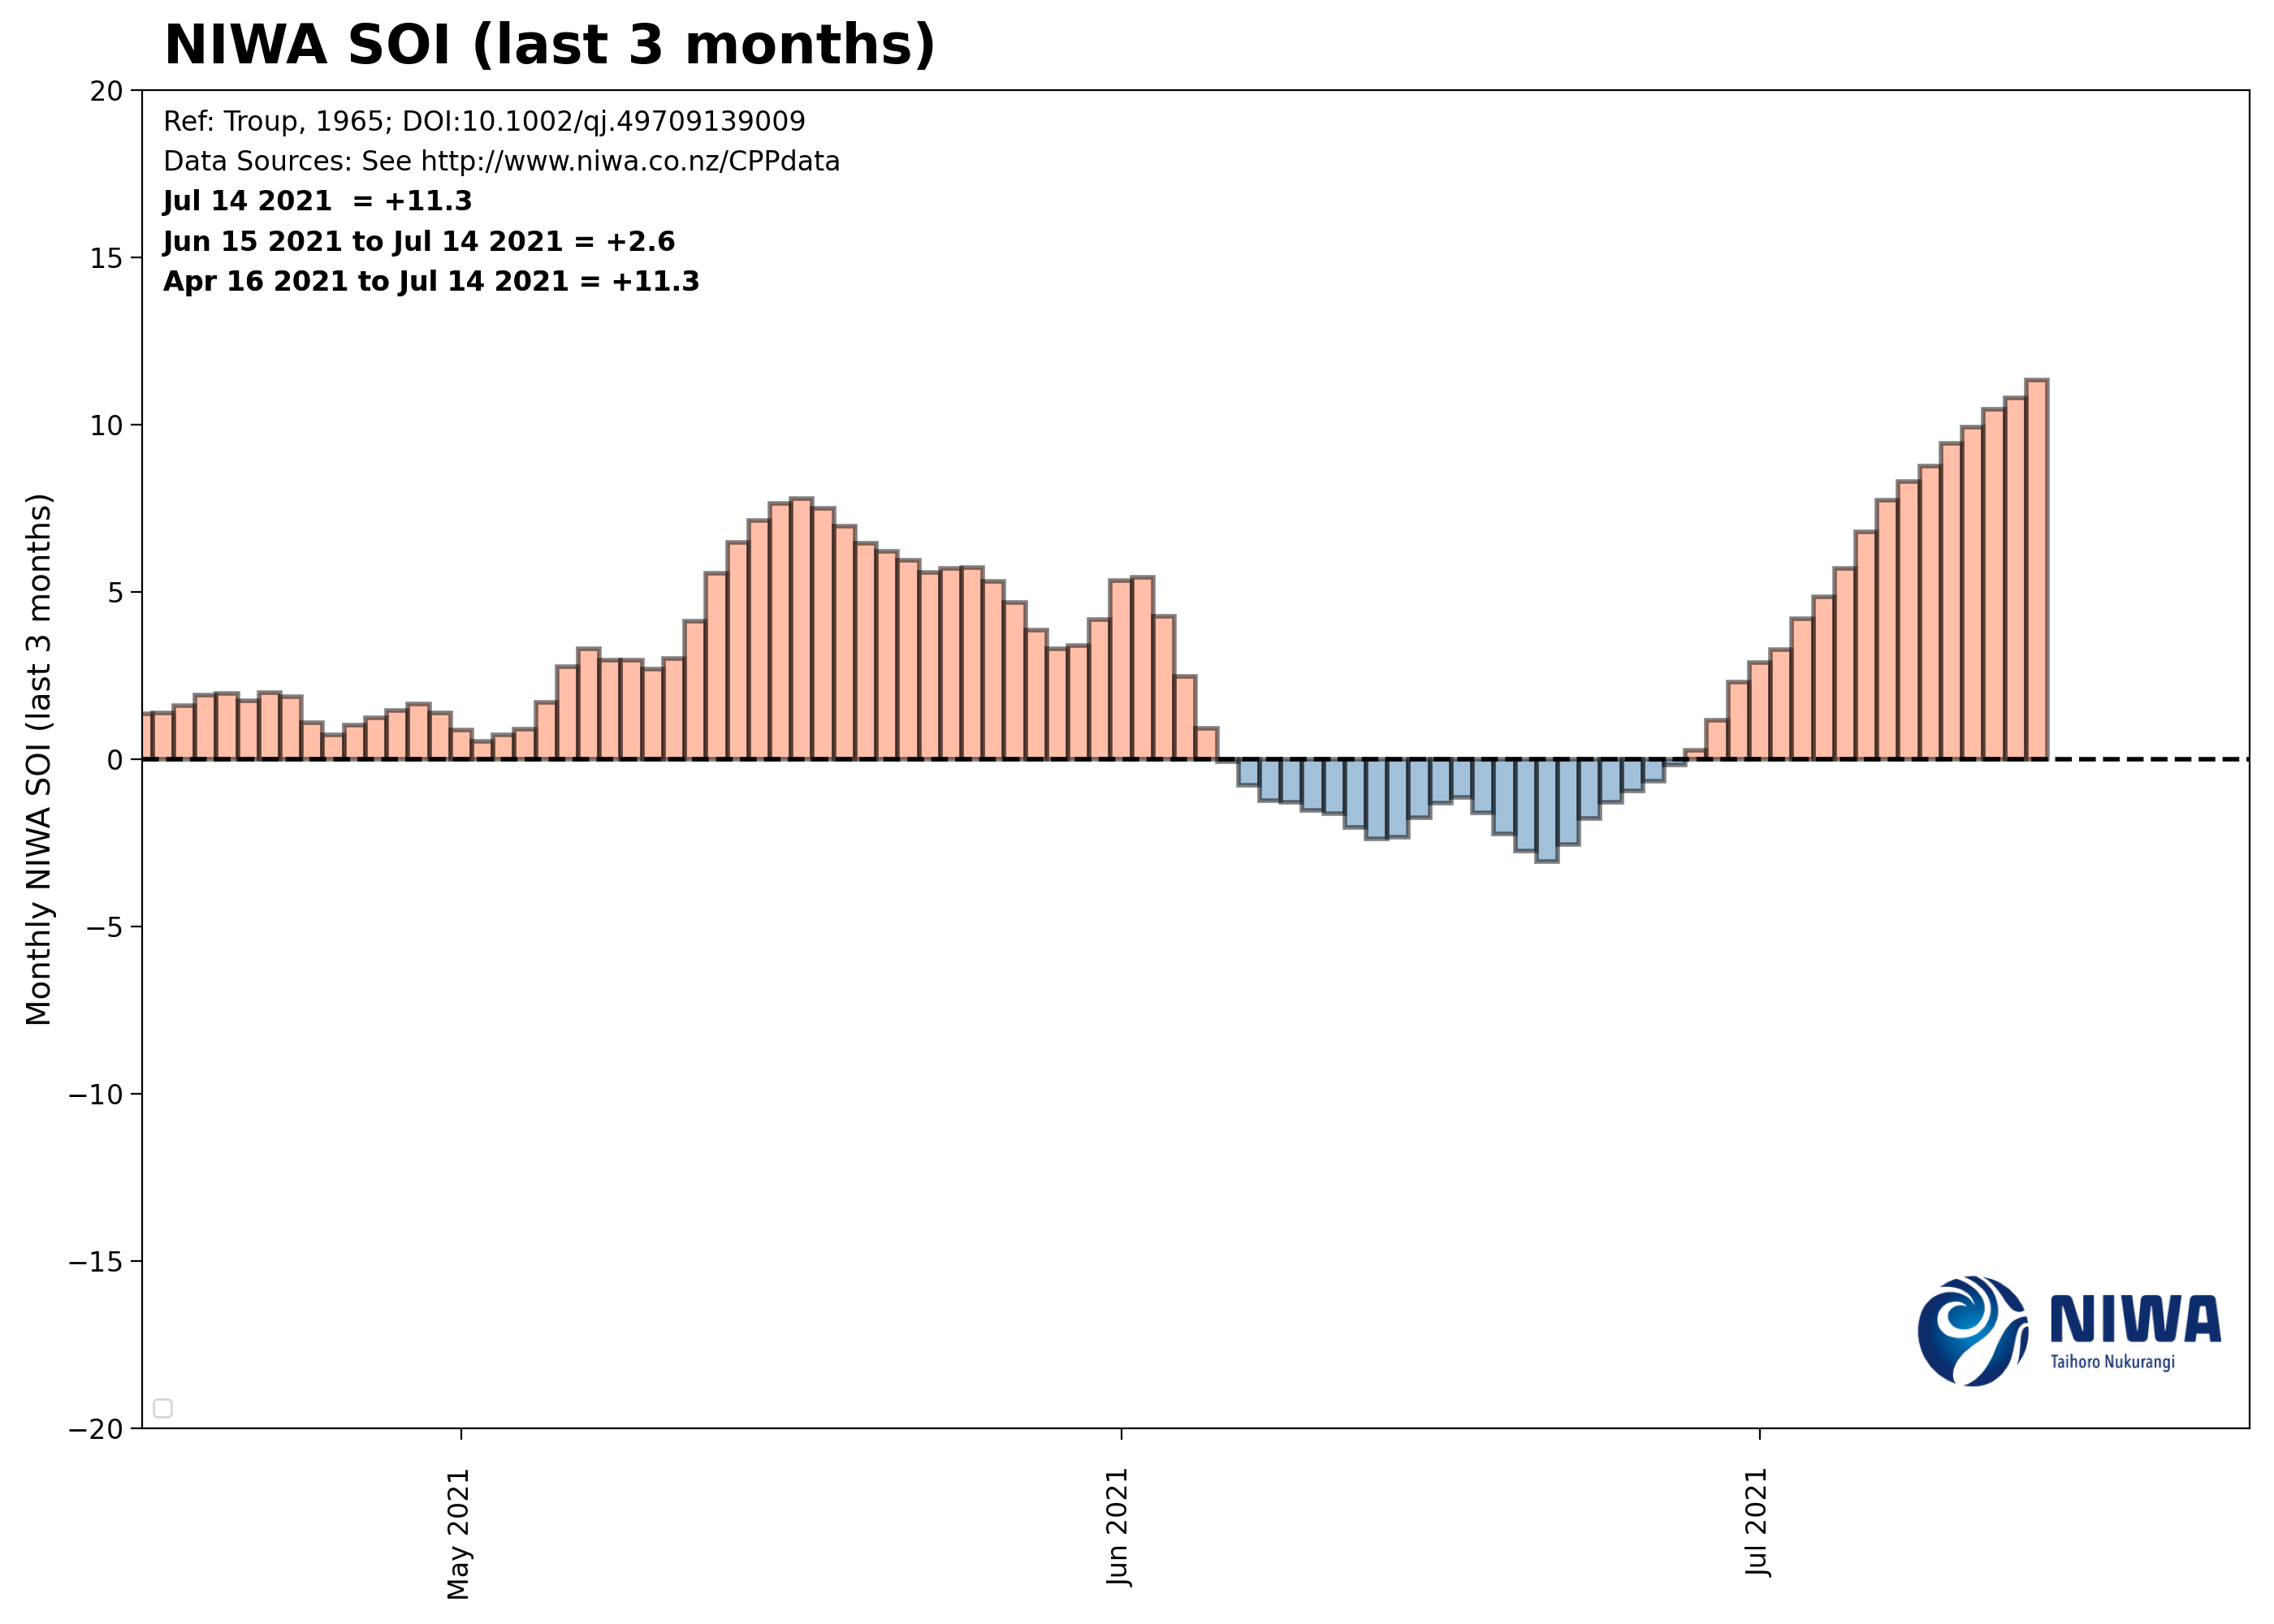 NIWA SOI (last 3 months)
Ref: Troup, 1965; DOI:10.1002/qj.49709139009
Data Sources: See http://www.niwa.co.nz/CPPdata
Jul 14 2021  = +11.3
Jun 15 2021 to Jul 14 2021 = +2.6
Apr 16 2021 to Jul 14 2021 = +11.3
Monthly NIWA SOI (last 3 months)
20
15
10
5
0
−5
−10
−15
−20
May 2021
Jun 2021
Jul 2021
NIWA
Taihoro Nukurangi